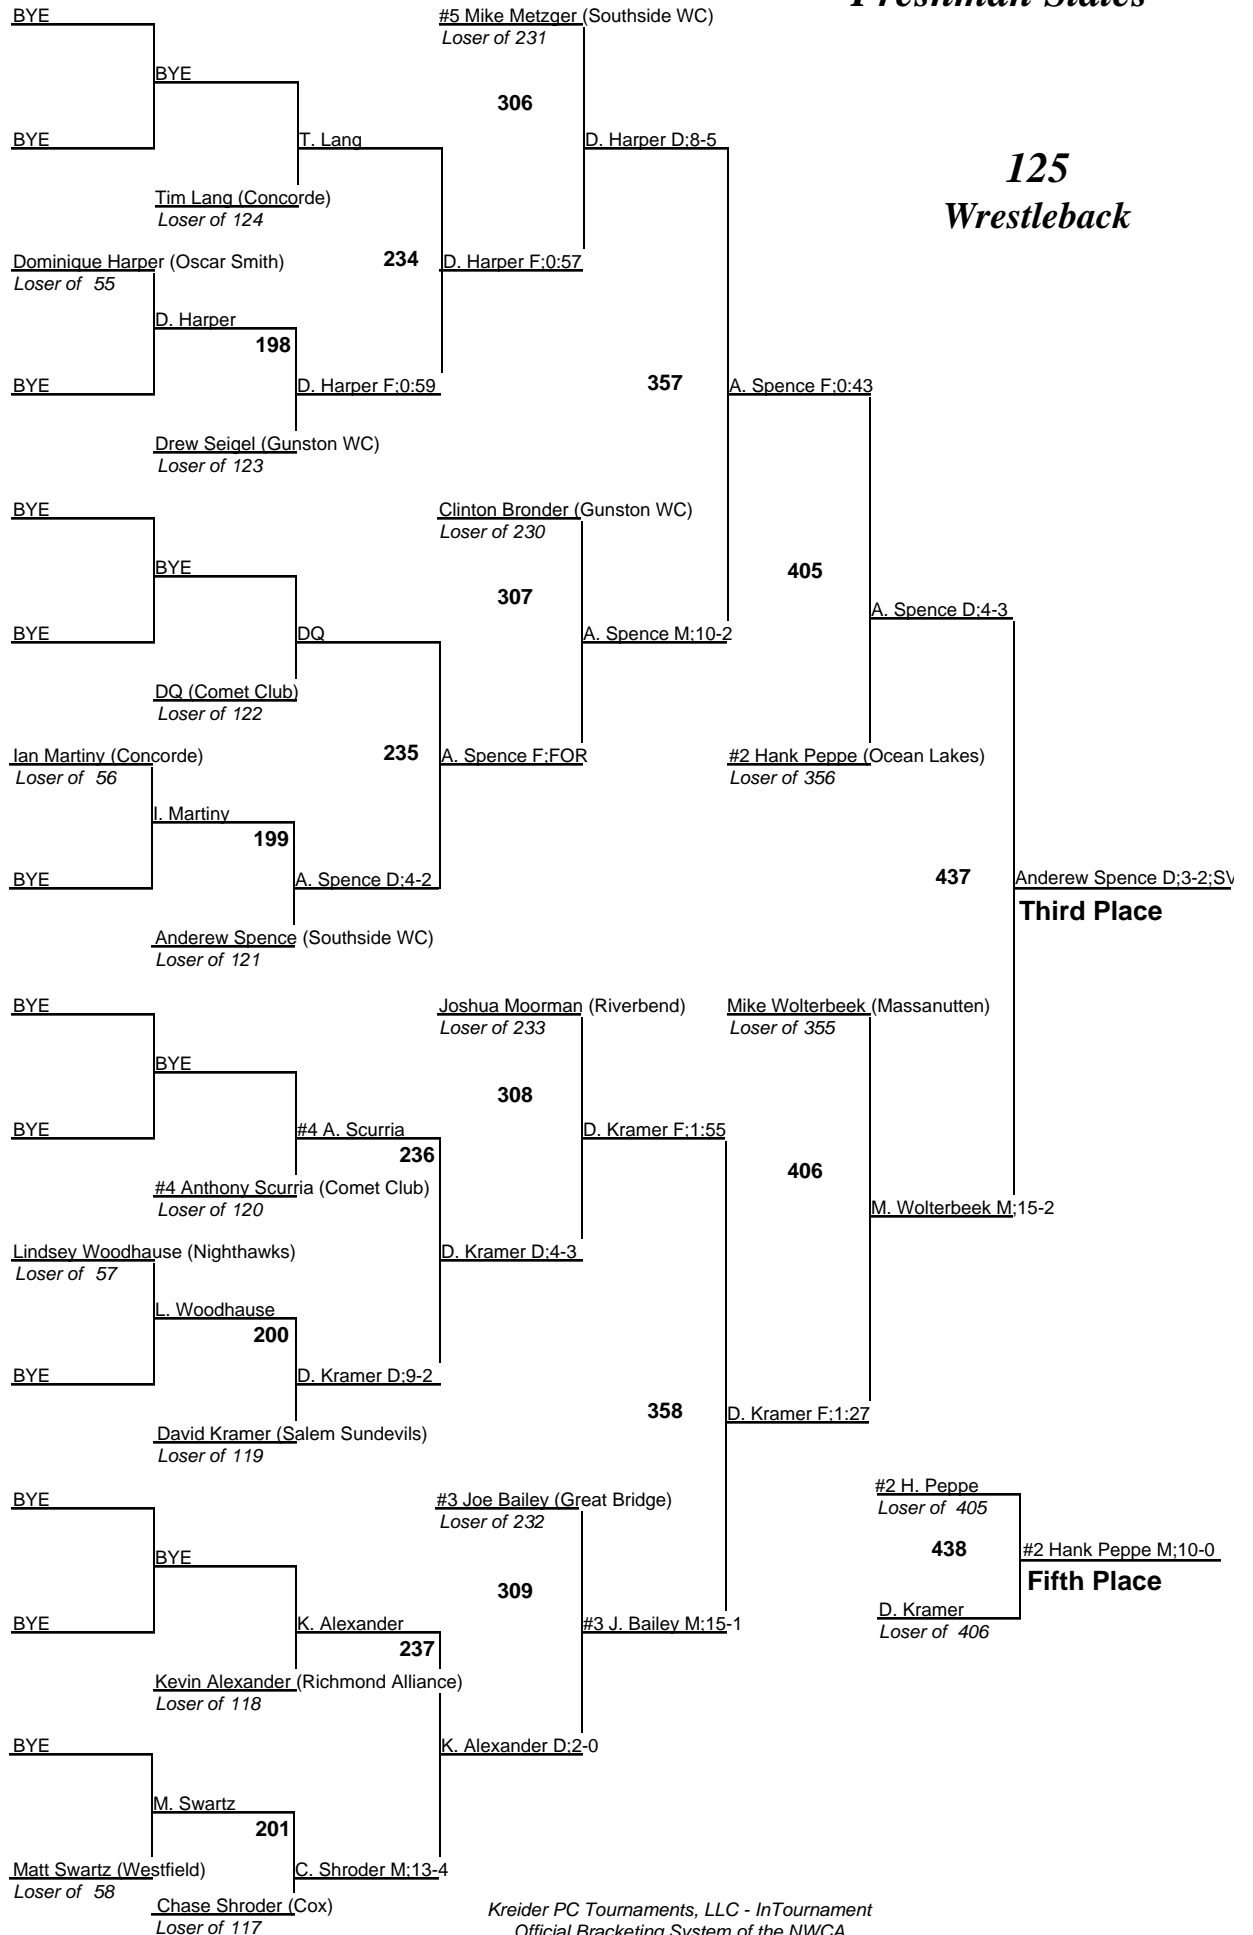 Freshman States
125
Wrestleback
BYE
#5 Mike Metzger (Southside WC)
Loser of 231
BYE
306
BYE
T. Lang
D. Harper D;8-5
Tim Lang (Concorde)
Loser of 124
Dominique Harper (Oscar Smith)
Loser of 55
234
D. Harper F;0:57
D. Harper
198
BYE
D. Harper F;0:59
357
A. Spence F;0:43
Drew Seigel (Gunston WC)
Loser of 123
BYE
Clinton Bronder (Gunston WC)
Loser of 230
BYE
405
307
A. Spence D;4-3
BYE
DQ
A. Spence M;10-2
DQ (Comet Club)
Loser of 122
Ian Martiny (Concorde)
Loser of 56
235
A. Spence F;FOR
#2 Hank Peppe (Ocean Lakes)
Loser of 356
I. Martiny
199
BYE
A. Spence D;4-2
437
Anderew Spence D;3-2;SV
Third Place
Anderew Spence (Southside WC)
Loser of 121
BYE
Joshua Moorman (Riverbend)
Loser of 233
Mike Wolterbeek (Massanutten)
Loser of 355
BYE
308
BYE
#4 A. Scurria
236
D. Kramer F;1:55
406
#4 Anthony Scurria (Comet Club)
Loser of 120
M. Wolterbeek M;15-2
Lindsey Woodhause (Nighthawks)
Loser of 57
D. Kramer D;4-3
L. Woodhause
200
BYE
D. Kramer D;9-2
358
D. Kramer F;1:27
David Kramer (Salem Sundevils)
Loser of 119
BYE
#3 Joe Bailey (Great Bridge)
Loser of 232
#2 H. Peppe
Loser of 405
BYE
438
#2 Hank Peppe M;10-0
Fifth Place
309
BYE
K. Alexander
237
#3 J. Bailey M;15-1
D. Kramer
Loser of 406
Kevin Alexander (Richmond Alliance)
Loser of 118
BYE
K. Alexander D;2-0
M. Swartz
201
Matt Swartz (Westfield)
Loser of 58
C. Shroder M;13-4
Chase Shroder (Cox)
Loser of 117
Kreider PC Tournaments, LLC - InTournament
Official Bracketing System of the NWCA